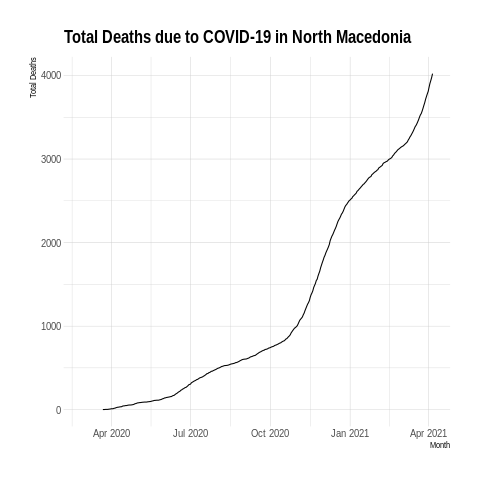 Total Deaths due to COVID-19 in North Macedonia
Total Deaths
4000
3000
2000
1000
0
Apr 2020 Jul 2020 Oct 2020 Jan 2021 Apr 2021
Month